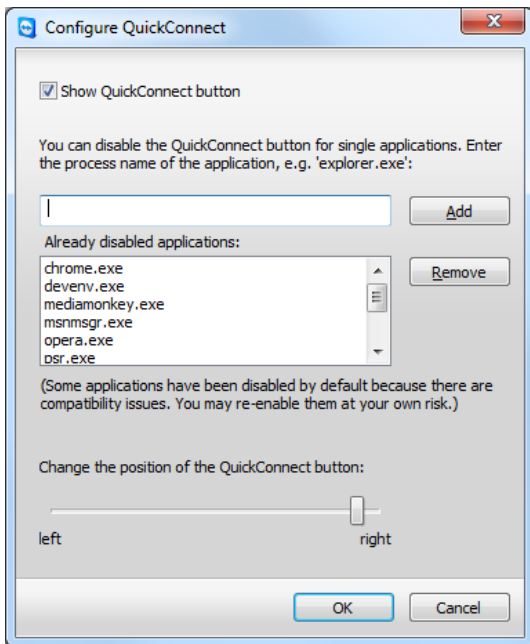 Configure QuickConnect
Show QuickConnect button
You can disable the QuickConnect button for single applications. Enter
the process name of the application, e.g. 'explorer.exe':
Add
Already disabled applications:
chrome.exe
devenv.exe
mediamonkey.exe
msnmsgr.exe
opera.exe
psr.exe
Remove
(Some applications have been disabled by default because there are
compatibility issues. You may re-enable them at your own risk.)
Change the position of the QuickConnect button:
left right
OK Cancel